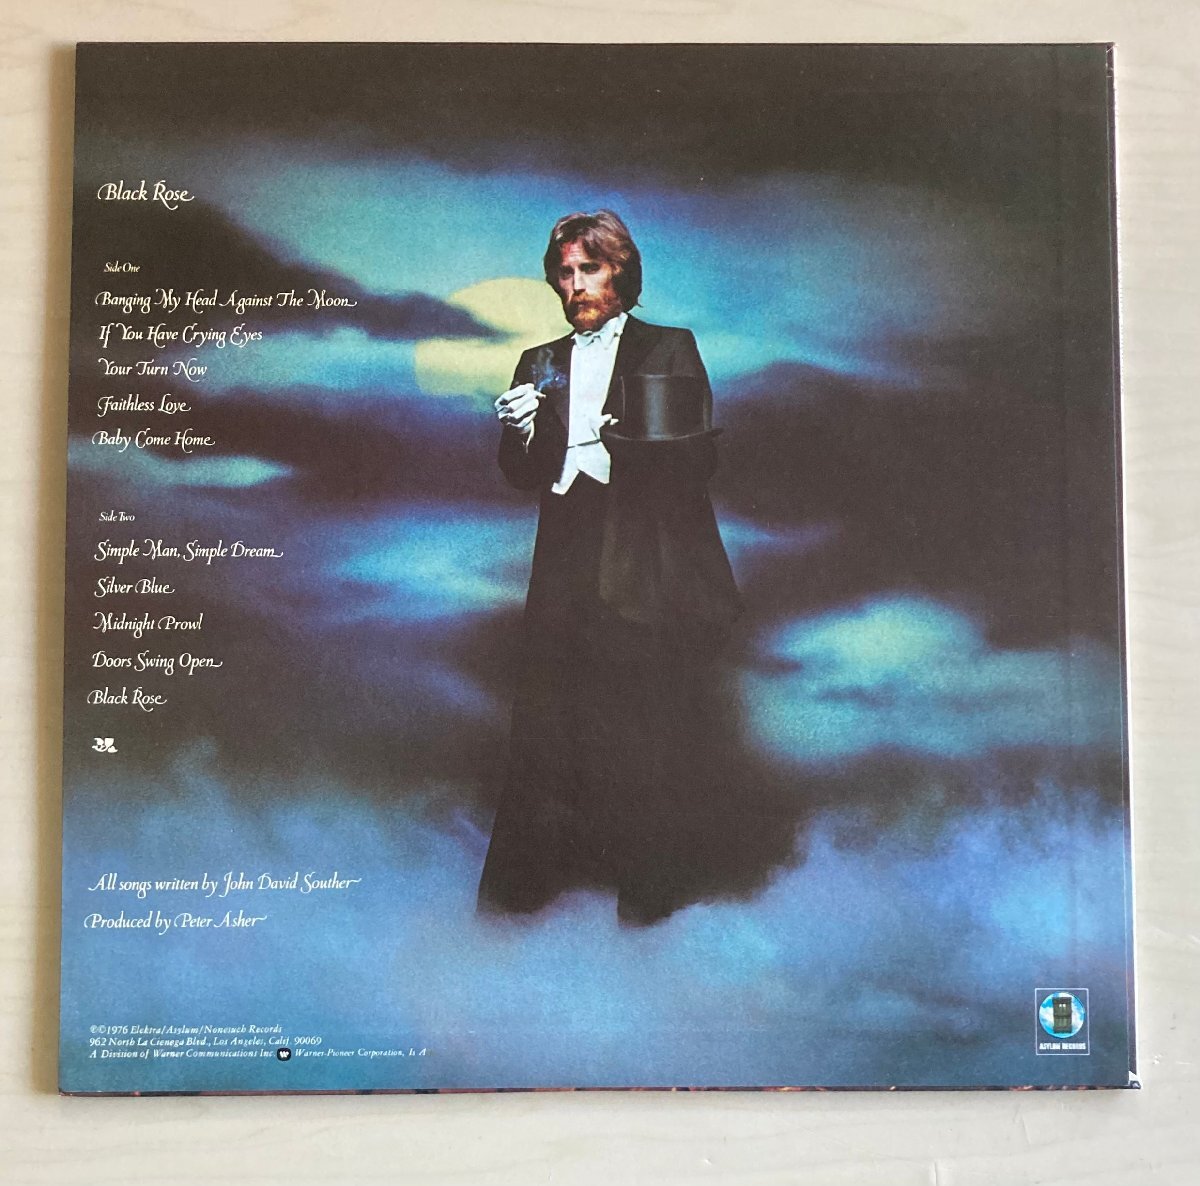 Black Rose
Side One
Banging My Head Against The Moon
If You Have Crying Eyes
Your Turn Now
Faithless Love
Baby Come Home
Side Two
Simple Man, Simple Dream
Silver Blue
Midnight Prowl
Doors Swing Open
Black Rose
All songs written by John David Souther
Produced by Peter Asher
℗©1976 Elektra/Asylum/Nonesuch Records
962 North La Cienega Blvd., Los Angeles, Calif. 90069
A Division of Warner Communications Inc. Warner-Pioneer Corporation,
ASYLUM RECORDS